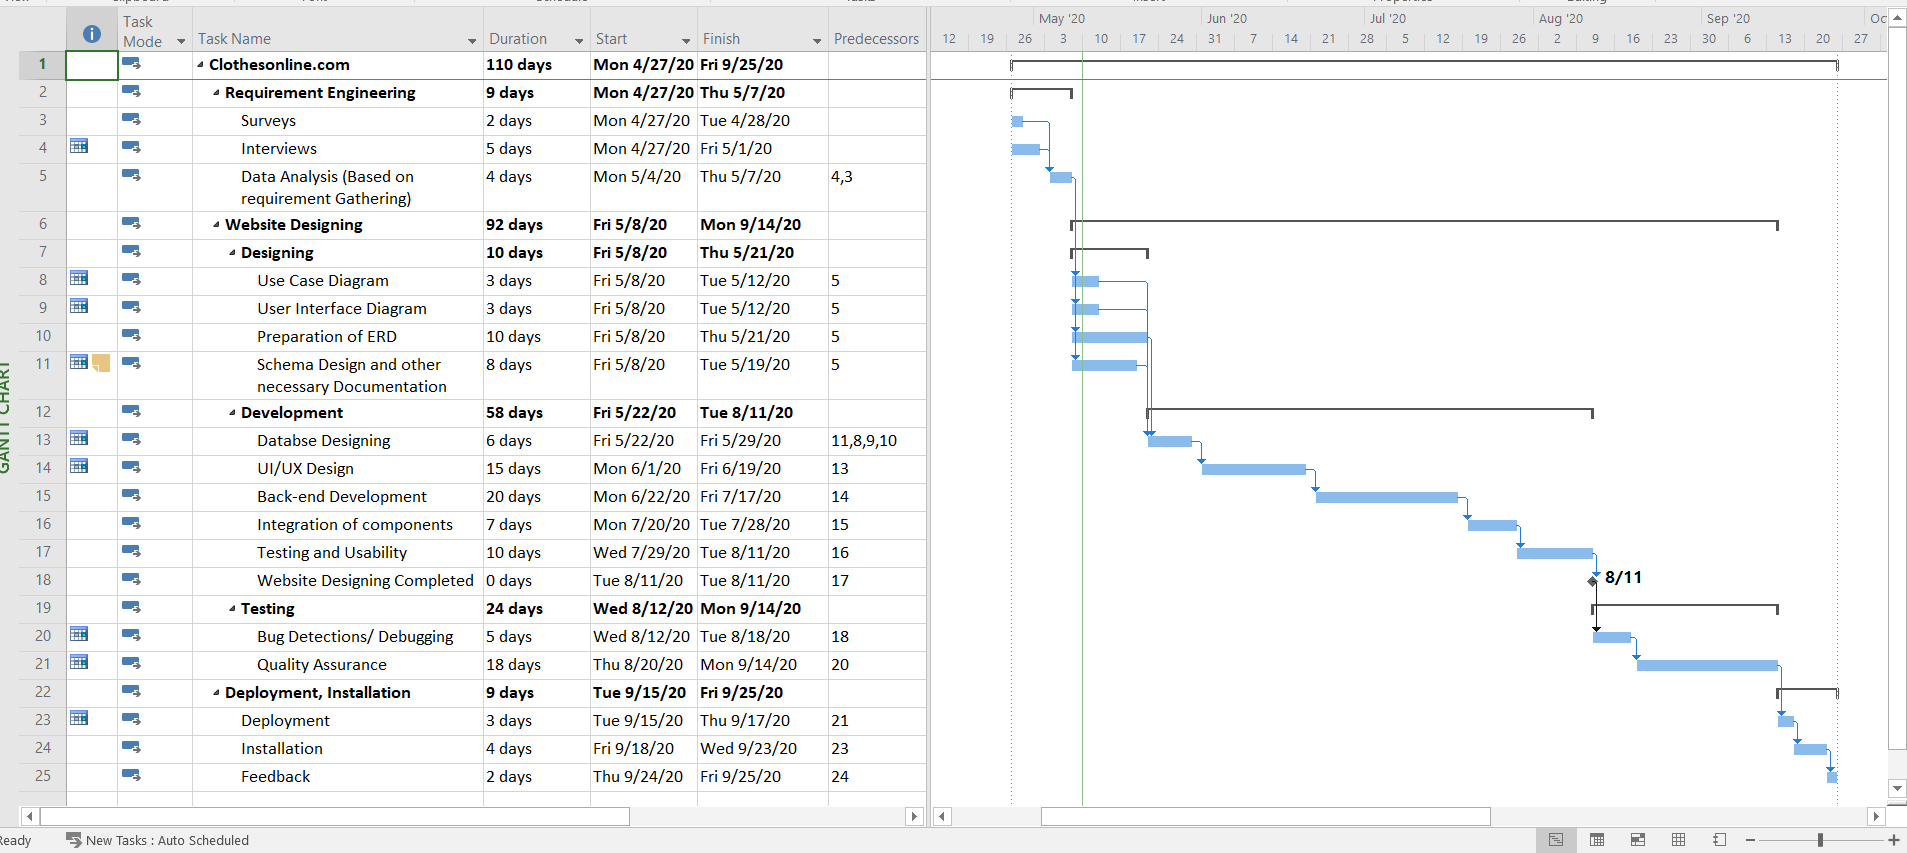 Task
Mode
Task Name
Duration
Start
Finish
Predecessors
May '20
Jun '20
Jul '20
Aug '20
Sep '20
12 19 26 3 10 17 24 31 7 14 21 28 5 12 19 26 2 9 16 23 30 6 13 20 27
1 Clothesonline.com 110 days Mon 4/27/20 Fri 9/25/20
2 Requirement Engineering 9 days Mon 4/27/20 Thu 5/7/20
3 Surveys 2 days Mon 4/27/20 Tue 4/28/20
4 Interviews 5 days Mon 4/27/20 Fri 5/1/20
5 Data Analysis (Based on 4 days Mon 5/4/20 Thu 5/7/20 4,3
requirement Gathering)
6 Website Designing 92 days Fri 5/8/20 Mon 9/14/20
7 Designing 10 days Fri 5/8/20 Thu 5/21/20
8 Use Case Diagram 3 days Fri 5/8/20 Tue 5/12/20 5
9 User Interface Diagram 3 days Fri 5/8/20 Tue 5/12/20 5
10 Preparation of ERD 10 days Fri 5/8/20 Thu 5/21/20 5
11 Schema Design and other 8 days Fri 5/8/20 Tue 5/19/20 5
necessary Documentation
12 Development 58 days Fri 5/22/20 Tue 8/11/20
13 Databse Designing 6 days Fri 5/22/20 Fri 5/29/20 11,8,9,10
14 UI/UX Design 15 days Mon 6/1/20 Fri 6/19/20 13
15 Back-end Development 20 days Mon 6/22/20 Fri 7/17/20 14
16 Integration of components 7 days Mon 7/20/20 Tue 7/28/20 15
17 Testing and Usability 10 days Wed 7/29/20 Tue 8/11/20 16
18 Website Designing Completed 0 days Tue 8/11/20 Tue 8/11/20 17
8/11
19 Testing 24 days Wed 8/12/20 Mon 9/14/20
20 Bug Detections/ Debugging 5 days Wed 8/12/20 Tue 8/18/20 18
21 Quality Assurance 18 days Thu 8/20/20 Mon 9/14/20 20
22 Deployment, Installation 9 days Tue 9/15/20 Fri 9/25/20
23 Deployment 3 days Tue 9/15/20 Thu 9/17/20 21
24 Installation 4 days Fri 9/18/20 Wed 9/23/20 23
25 Feedback 2 days Thu 9/24/20 Fri 9/25/20 24
GANTT CHART
New Tasks : Auto Scheduled